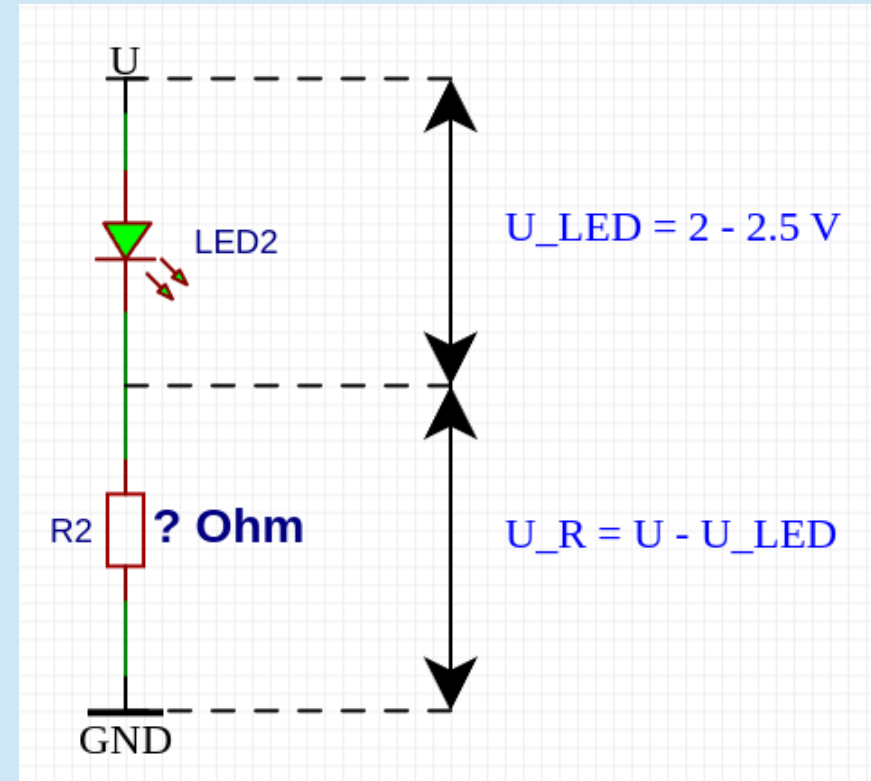 U
LED2
U_LED = 2 - 2.5 V
R2
? Ohm
U_R = U - U_LED
GND